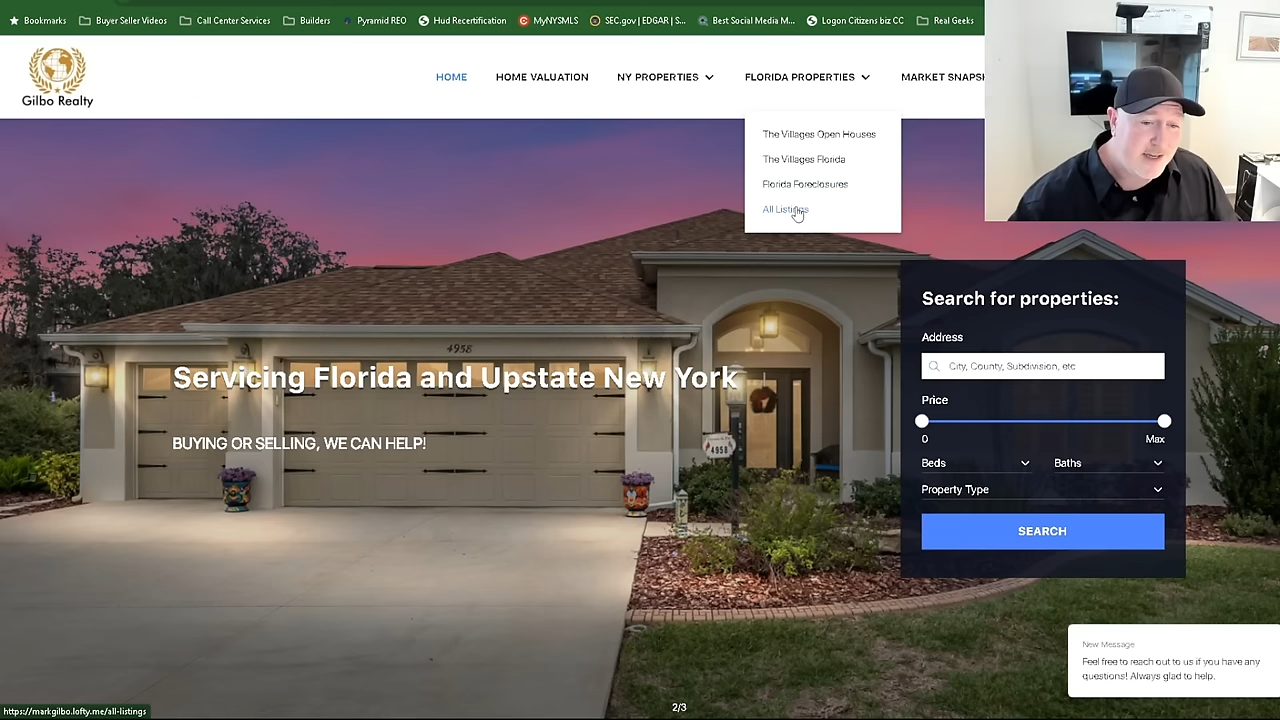 Bookmarks
Buyer Seller Videos
Call Center Services
Builders
Pyramid REO
Hud Recertification
MyNYSMLS
SEC.gov | EDGAR | S...
Best Social Media M...
Logon Citizens biz CC
Real Geeks
Gilbo Realty
HOME
HOME VALUATION
NY PROPERTIES
FLORIDA PROPERTIES
MARKET SNAPSH
The Villages Open Houses
The Villages Florida
Florida Foreclosures
All Listings
4958
Servicing Florida and Upstate New York
BUYING OR SELLING, WE CAN HELP!
4958
Search for properties:
Address
City, County, Subdivision, etc
Price
0
Max
Beds
Baths
Property Type
SEARCH
New Message
Feel free to reach out to us if you have any
questions! Always glad to help.
2/3
https://markgilbo.lofty.me/all-listings